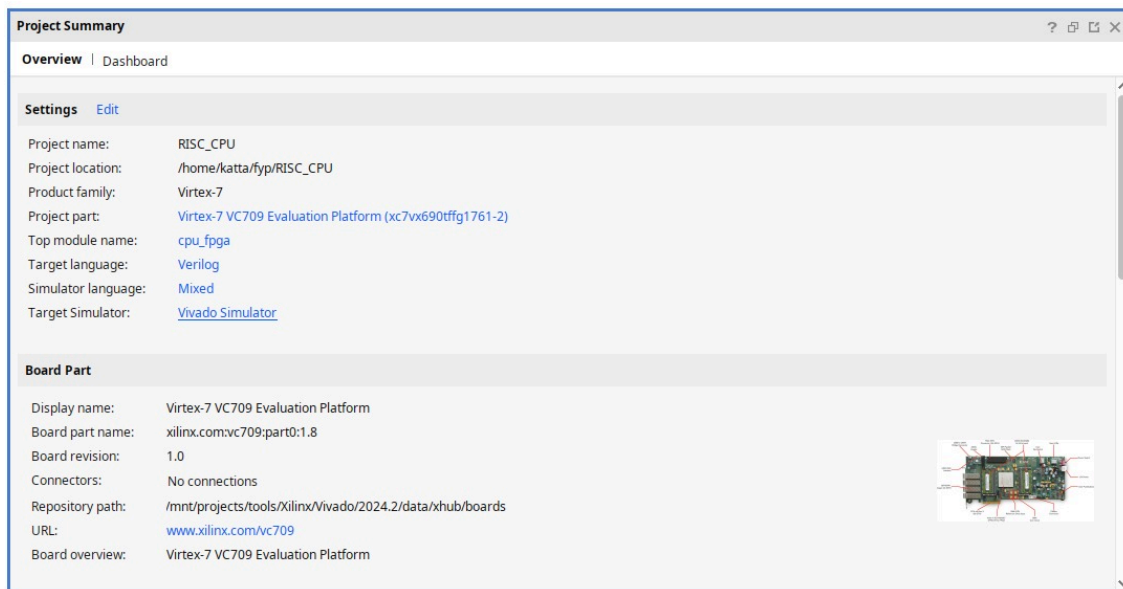 Project Summary
?
Overview | Dashboard
Settings Edit
Project name: RISC_CPU
Project location: /home/katta/fyp/RISC_CPU
Product family: Virtex-7
Project part: Virtex-7 VC709 Evaluation Platform (xc7vx690tffg1761-2)
Top module name: cpu_fpga
Target language: Verilog
Simulator language: Mixed
Target Simulator: Vivado Simulator
Board Part
Display name: Virtex-7 VC709 Evaluation Platform
Board part name: xilinx.com:vc709:part0:1.8
Board revision: 1.0
Connectors: No connections
Repository path: /mnt/projects/tools/Xilinx/Vivado/2024.2/data/xhub/boards
URL: www.xilinx.com/vc709
Board overview: Virtex-7 VC709 Evaluation Platform